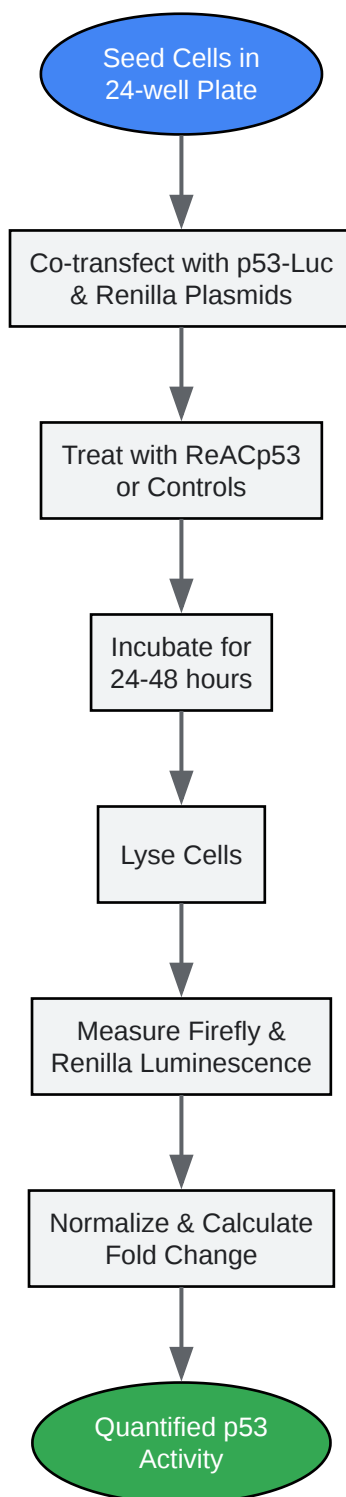 Seed Cells in
24-well Plate
Co-transfect with p53-Luc
& Renilla Plasmids
Treat with ReACp53
or Controls
Incubate for
24-48 hours
Lyse Cells
Measure Firefly &
Renilla Luminescence
Normalize & Calculate
Fold Change
Quantified p53
Activity